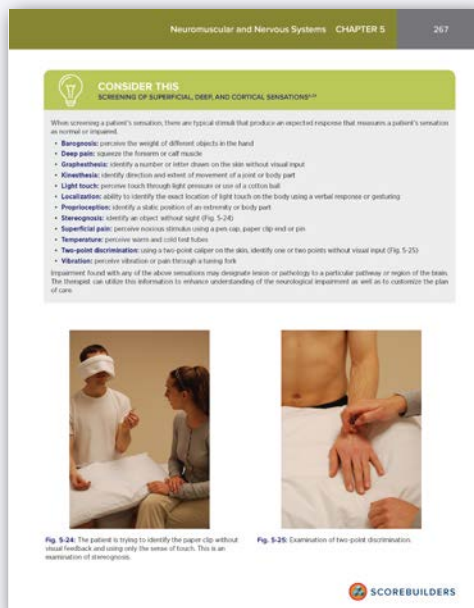 Neuromuscular and Nervous Systems CHAPTER 5 267
CONSIDER THIS
SCREENING OF SUPERFICIAL, DEEP, AND CORTICAL SENSATIONS
When screening a patient's sensation, there are typical stimuli that produce an expected response that measures a patient's sensation
as normal or impaired.
• Barognosis: perceive the weight of different objects in the hand
• Deep pain: squeeze the forearm or calf muscle
• Graphesthesia: identify a number or letter drawn on the skin without visual input
• Kinesthesia: identify direction and extent of movement of a joint or body part
• Light touch: perceive touch through light pressure or use of a cotton ball
• Localization: ability to identify the exact location of light touch on the body using a verbal response or gesturing
• Proprioception: identify a static position of an extremity or body part
• Stereognosis: identify an object without sight (Fig. 5-24)
• Superficial pain: perceive noxious stimulus using a pen cap, paper clip end or pin
• Temperature: perceive warm and cold test tubes
• Two-point discrimination: using a two-point caliper on the skin, identify one or two points without visual input (Fig. 5-25)
• Vibration: perceive vibration or pain through a tuning fork
Impairment found with any of the above sensations may designate lesion or pathology to a particular pathway or region of the brain.
The therapist can utilize this information to enhance understanding of the neurological impairment as well as to customize the plan
of care.
Fig. 5-24: The patient is trying to identify the paper clip without
visual feedback and using only the sense of touch. This is an
examination of stereognosis.
Fig. 5-25: Examination of two-point discrimination.
SCOREBUILDERS